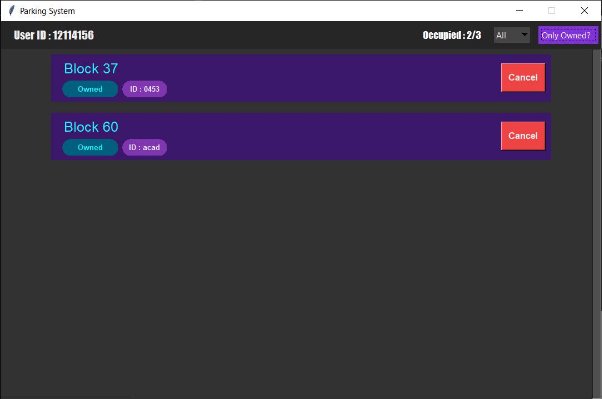 Parking System
User ID : 12114156
Occupied : 2/3
All
Only Owned?
Block 37
Owned
ID : 0453
Cancel
Block 60
Owned
ID : acad
Cancel